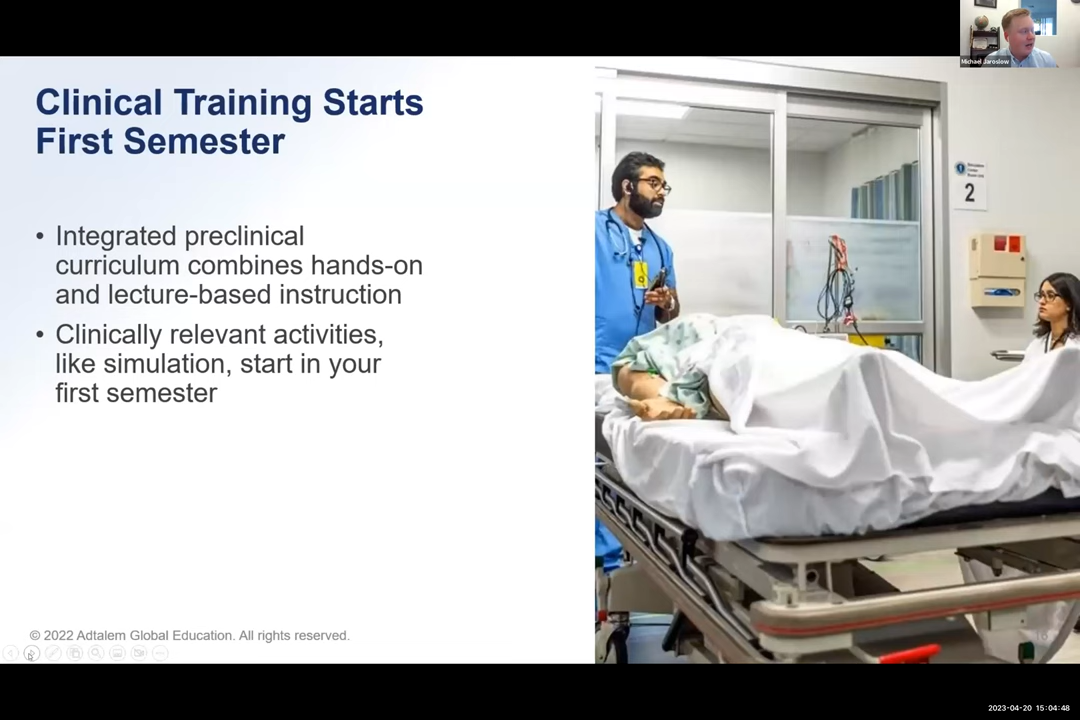 Michael Jaroslow
Clinical Training Starts
First Semester
• Integrated preclinical
curriculum combines hands-on
and lecture-based instruction
• Clinically relevant activities,
like simulation, start in your
first semester
2
© 2022 Adtalem Global Education. All rights reserved.
16
2023-04-20 15:04:48